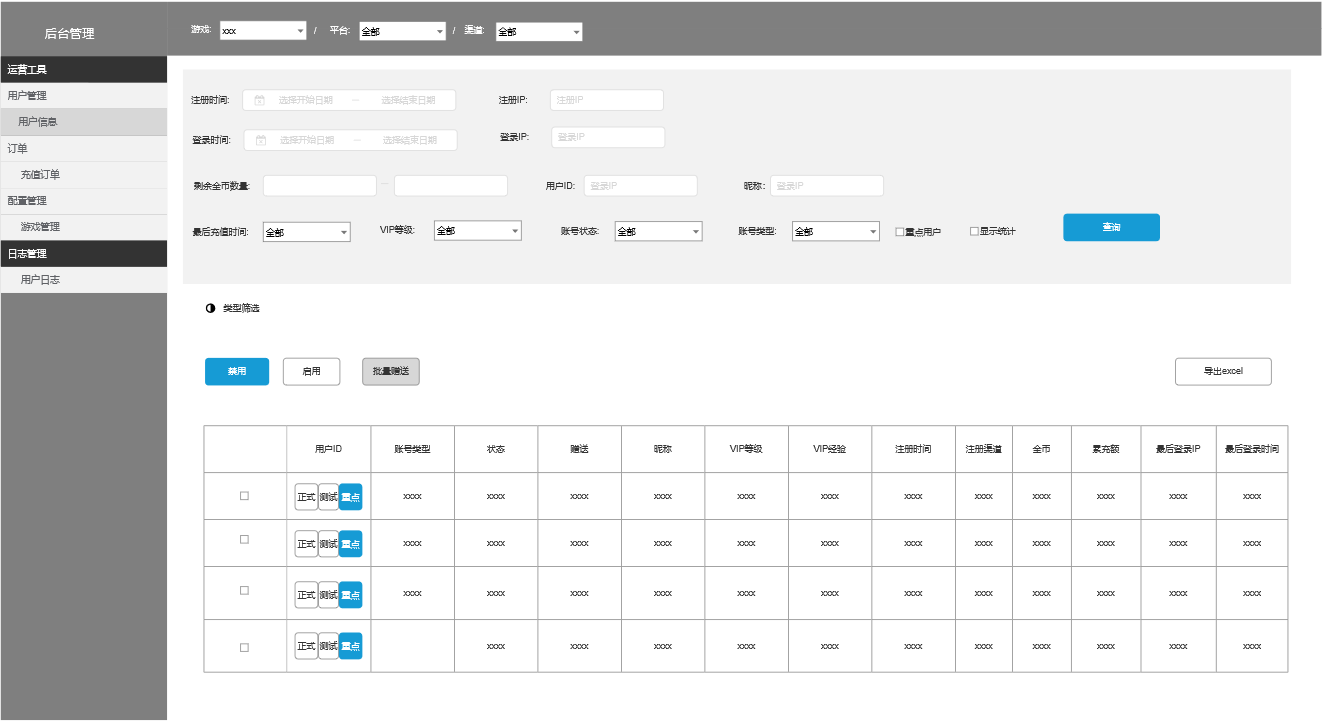 后台管理
游戏: xxx / 平台: 全部 / 渠道: 全部
运营工具
用户管理
用户信息
订单
充值订单
配置管理
游戏管理
日志管理
用户日志
注册时间: 选择开始日期 — 选择结束日期 注册IP: 注册IP
登录时间: 选择开始日期 — 选择结束日期 登录IP: 登录IP
剩余金币数量: — 用户ID: 登录IP 昵称: 登录IP
最后充值时间: 全部 VIP等级: 全部 账号状态: 全部 账号类型: 全部 重点用户 显示统计 查询
类型筛选
禁用 启用 批量赠送 导出excel
用户ID 账号类型 状态 赠送 昵称 VIP等级 VIP经验 注册时间 注册渠道 金币 累充额 最后登录IP 最后登录时间
正式 测试 重点 xxxx xxxx xxxx xxxx xxxx xxxx xxxx xxxx xxxx xxxx xxxx xxxx
正式 测试 重点 xxxx xxxx xxxx xxxx xxxx xxxx xxxx xxxx xxxx xxxx xxxx xxxx
正式 测试 重点 xxxx xxxx xxxx xxxx xxxx xxxx xxxx xxxx xxxx xxxx xxxx xxxx
正式 测试 重点 xxxx xxxx xxxx xxxx xxxx xxxx xxxx xxxx xxxx xxxx xxxx